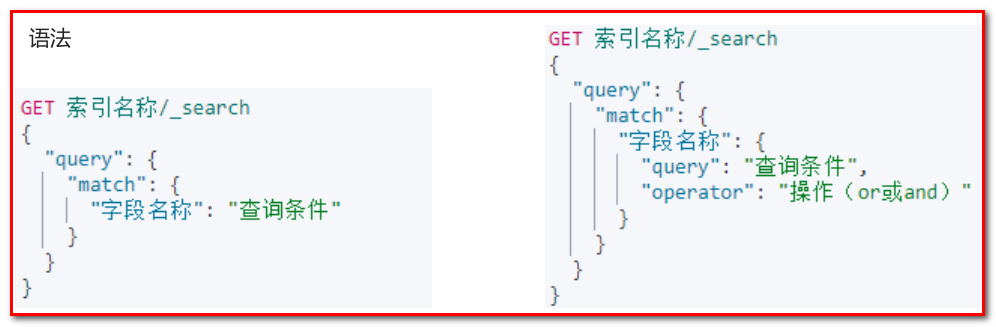 语法
GET 索引名称/_search
{
  "query": {
    "match": {
      "字段名称": "查询条件"
    }
  }
}
GET 索引名称/_search
{
  "query": {
    "match": {
      "字段名称": {
        "query": "查询条件",
        "operator": "操作（or或and）"
      }
    }
  }
}